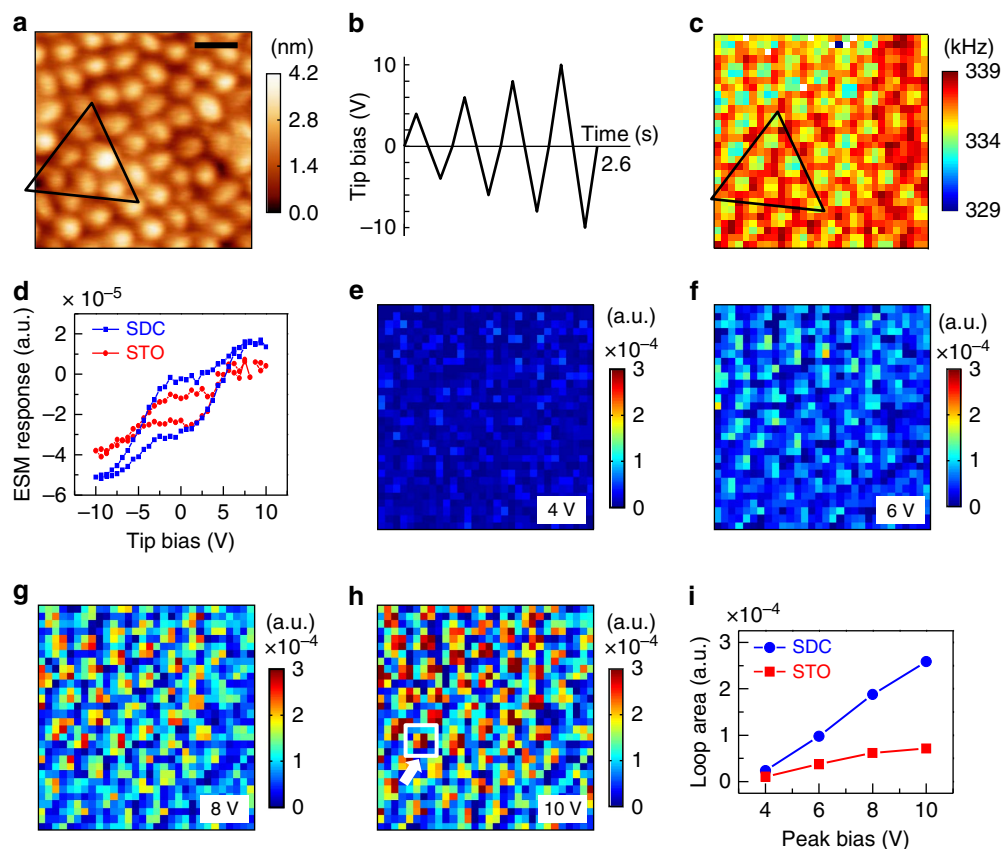 a
(nm)
4.2
2.8
1.4
0.0
b
Tip bias (V)
10
0
−10
Time (s)
2.6
c
(kHz)
339
334
329
d
× 10⁻⁵
ESM response (a.u.)
2
0
−2
−4
−6
SDC
STO
−10
−5
0
5
10
Tip bias (V)
e
(a.u.)
×10⁻⁴
3
2
1
0
4 V
f
(a.u.)
×10⁻⁴
3
2
1
0
6 V
g
(a.u.)
×10⁻⁴
3
2
1
0
8 V
h
(a.u.)
×10⁻⁴
3
2
1
0
10 V
i
×10⁻⁴
Loop area (a.u.)
3
2
1
0
SDC
STO
4
6
8
10
Peak bias (V)